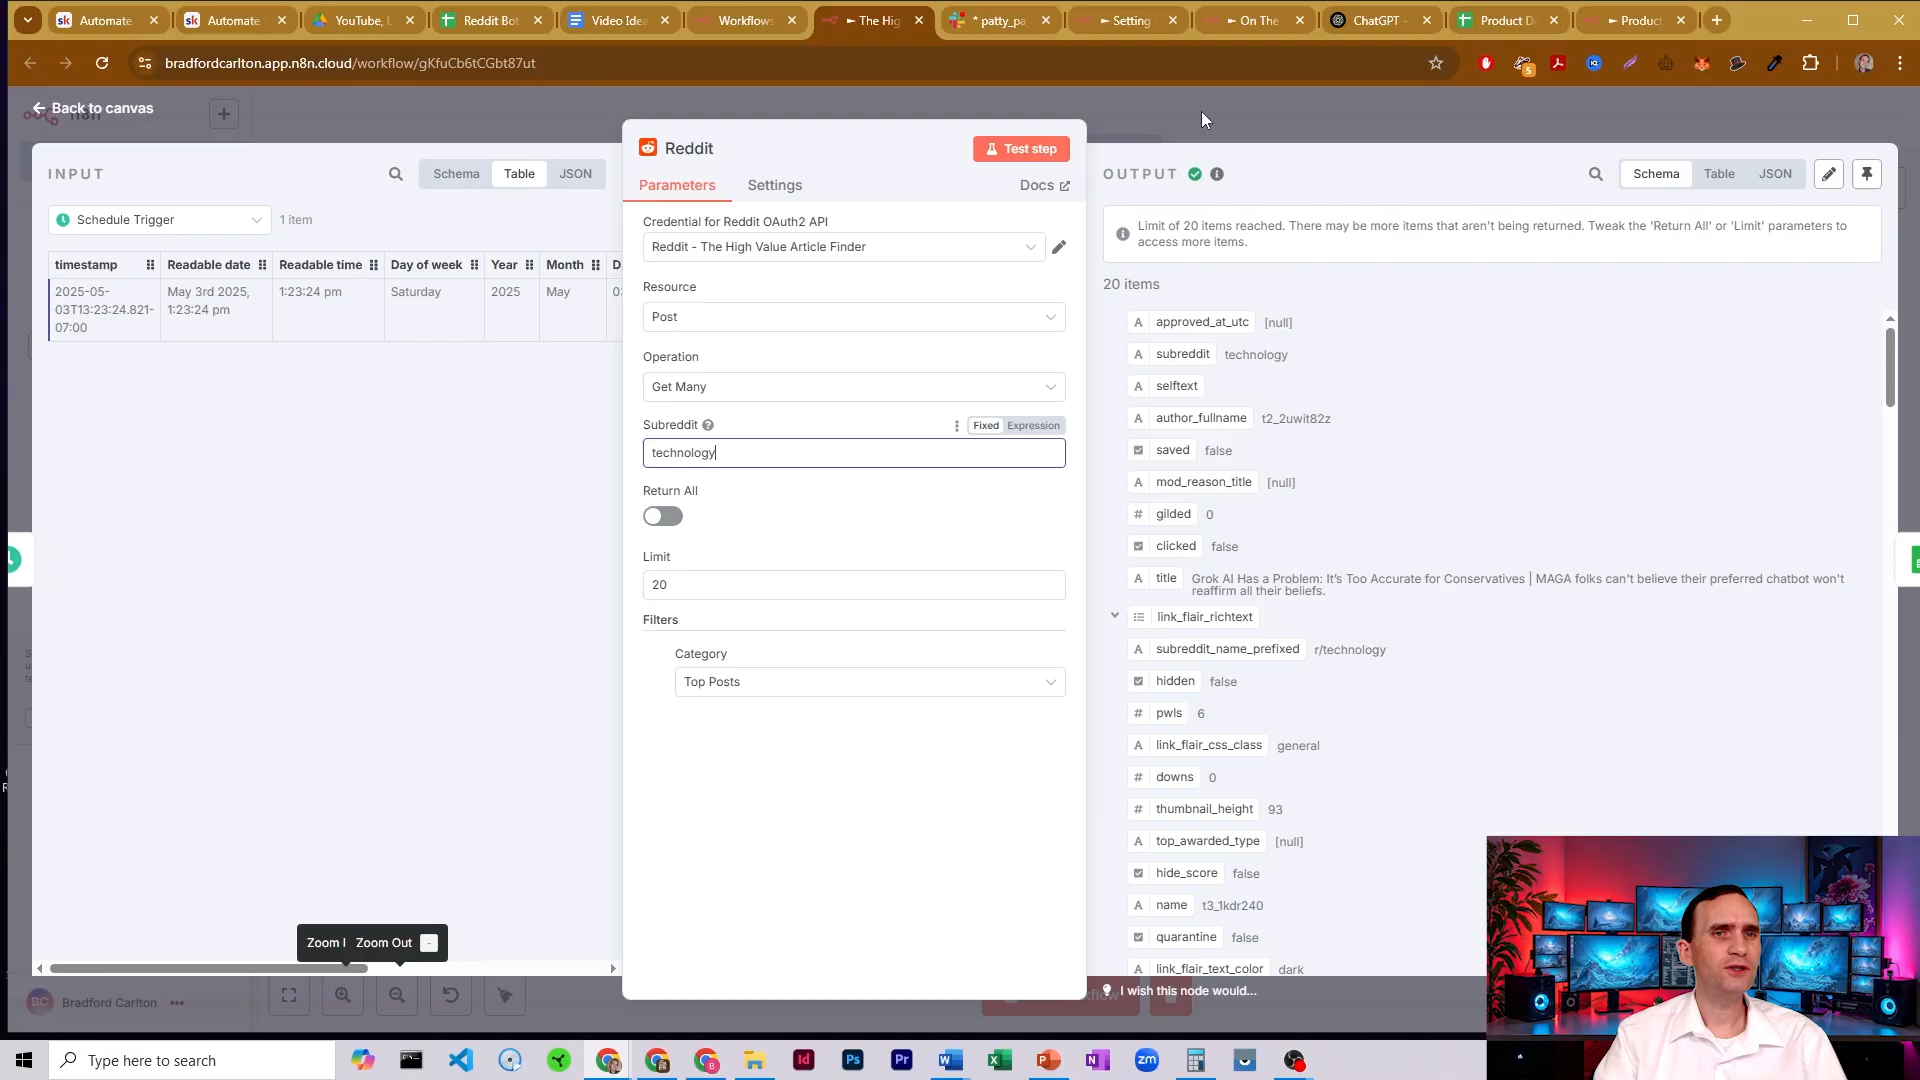 Automate
Automate
YouTube, L
Reddit Bot
Video Idea
Workflows
► The Hig
* patty_pa
► Setting
► On The
ChatGPT -
Product D
► Product
bradfordcarlton.app.n8n.cloud/workflow/gKfuCb6tCGbt87ut
Back to canvas
INPUT
Schema
Table
JSON
Schedule Trigger
1 item
timestamp
Readable date
Readable time
Day of week
Year
Month
D
2025-05-
03T13:23:24.821-
07:00
May 3rd 2025,
1:23:24 pm
1:23:24 pm
Saturday
2025
May
03
Reddit
Test step
Parameters
Settings
Docs
Credential for Reddit OAuth2 API
Reddit - The High Value Article Finder
Resource
Post
Operation
Get Many
Subreddit
Fixed
Expression
technology
Return All
Limit
20
Filters
Category
Top Posts
OUTPUT
Schema
Table
JSON
Limit of 20 items reached. There may be more items that aren't being returned. Tweak the 'Return All' or 'Limit' parameters to
access more items.
20 items
A approved_at_utc [null]
A subreddit technology
A selftext
A author_fullname t2_2uwit82z
saved false
A mod_reason_title [null]
# gilded 0
clicked false
A title Grok AI Has a Problem: It's Too Accurate for Conservatives | MAGA folks can't believe their preferred chatbot won't
reaffirm all their beliefs.
link_flair_richtext
A subreddit_name_prefixed r/technology
hidden false
# pwls 6
A link_flair_css_class general
# downs 0
# thumbnail_height 93
A top_awarded_type [null]
hide_score false
A name t3_1kdr240
quarantine false
A link_flair_text_color dark
I wish this node would...
Zoom I
Zoom Out
-
BC
Bradford Carlton
Type here to search